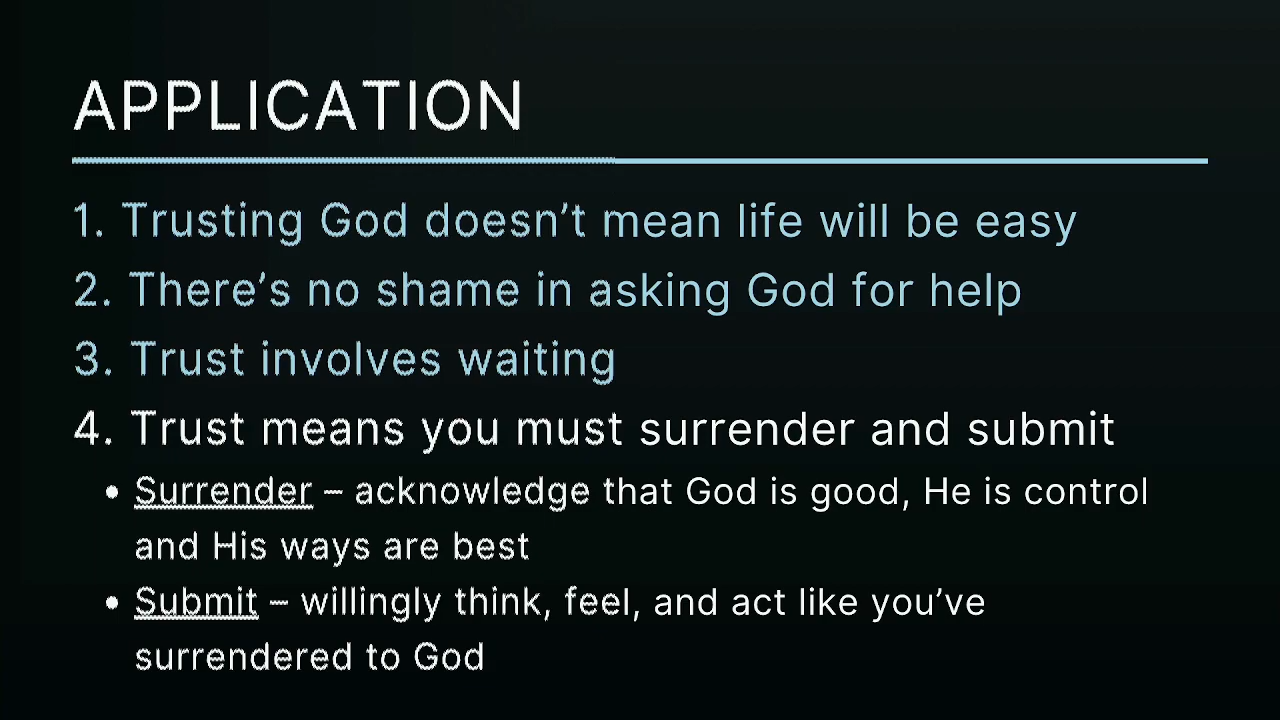 APPLICATION
1. Trusting God doesn’t mean life will be easy
2. There’s no shame in asking God for help
3. Trust involves waiting
4. Trust means you must surrender and submit
• Surrender – acknowledge that God is good, He is control
and His ways are best
• Submit – willingly think, feel, and act like you’ve
surrendered to God